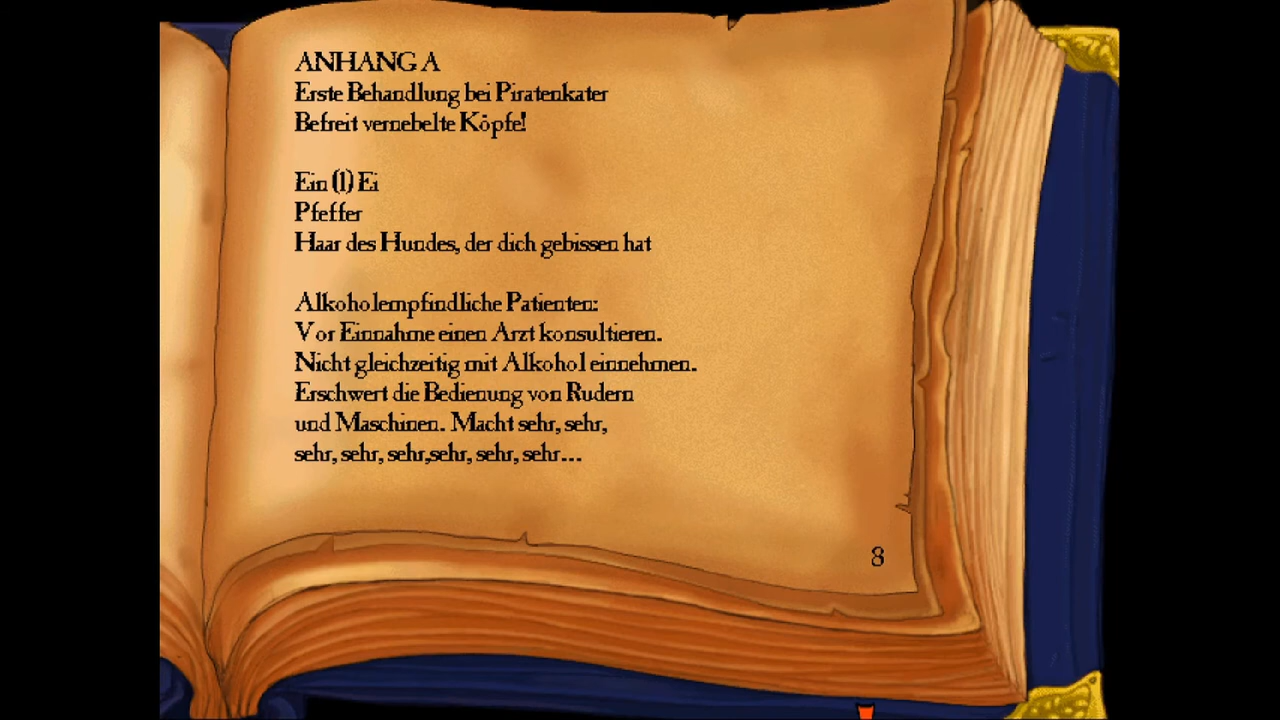 ANHANG A
Erste Behandlung bei Piratenkater
Befreit vernebelte Köpfe!
Ein (1) Ei
Pfeffer
Haar des Hundes, der dich gebissen hat
Alkoholempfindliche Patienten:
Vor Einnahme einen Arzt konsultieren.
Nicht gleichzeitig mit Alkohol einnehmen.
Erschwert die Bedienung von Rudern
und Maschinen. Macht sehr, sehr,
sehr, sehr, sehr,sehr, sehr, sehr...
8